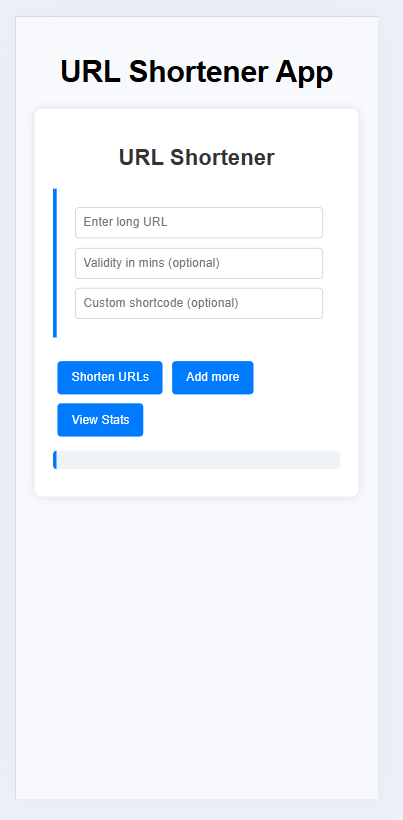 URL Shortener App
URL Shortener
Enter long URL
Validity in mins (optional)
Custom shortcode (optional)
Shorten URLs
Add more
View Stats